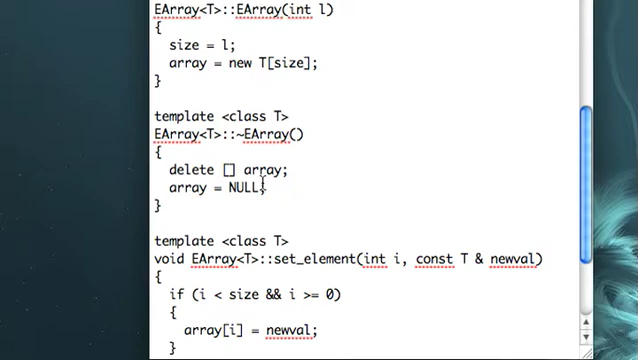 EArray<T>::EArray(int l)
{
size = l;
array = new T[size];
}
template <class T>
EArray<T>::~EArray()
{
delete [] array;
array = NULL;
}
template <class T>
void EArray<T>::set_element(int i, const T & newval)
{
if (i < size && i >= 0)
{
array[i] = newval;
}